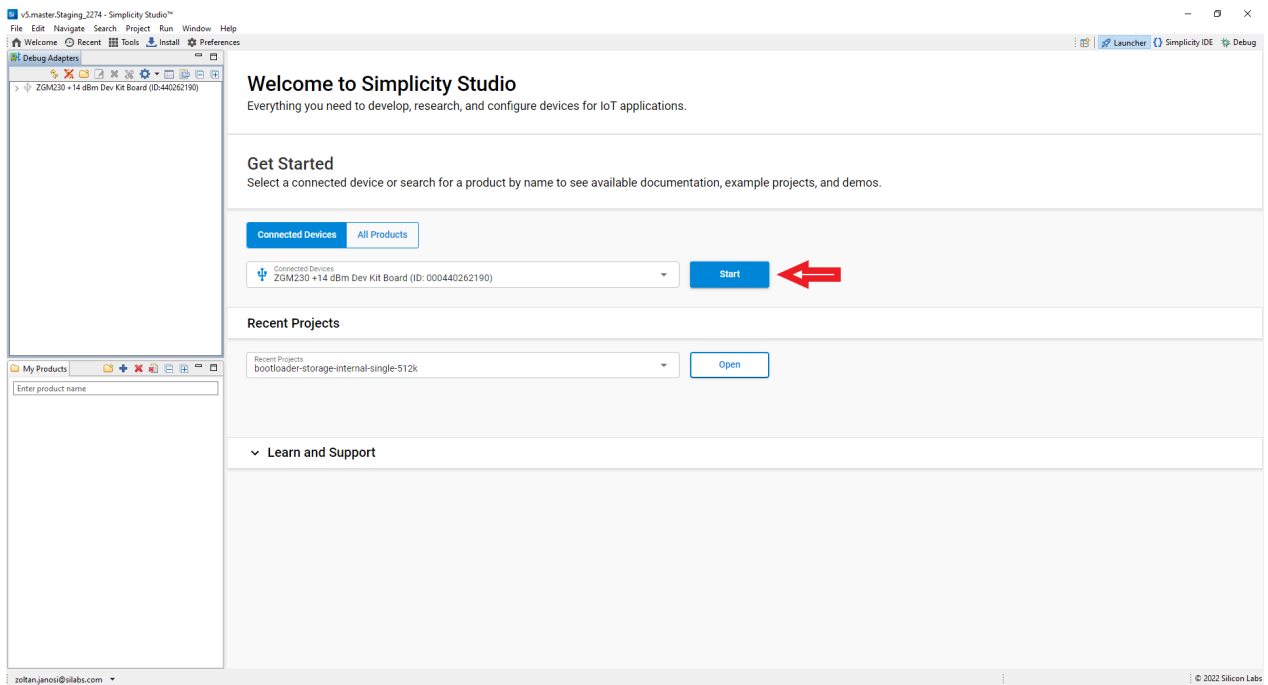 v5.master.Staging_2274 - Simplicity Studio™
File Edit Navigate Search Project Run Window Help
Welcome Recent Tools Install Preferences
Launcher Simplicity IDE Debug
Debug Adapters
ZGM230 +14 dBm Dev Kit Board (ID:440262190)
Welcome to Simplicity Studio
Everything you need to develop, research, and configure devices for IoT applications.
Get Started
Select a connected device or search for a product by name to see available documentation, example projects, and demos.
Connected Devices All Products
Connected Devices
ZGM230 +14 dBm Dev Kit Board (ID: 000440262190)
Start
Recent Projects
Recent Projects
bootloader-storage-internal-single-512k
Open
My Products
Enter product name
Learn and Support
zoltan.janosi@silabs.com
© 2022 Silicon Labs